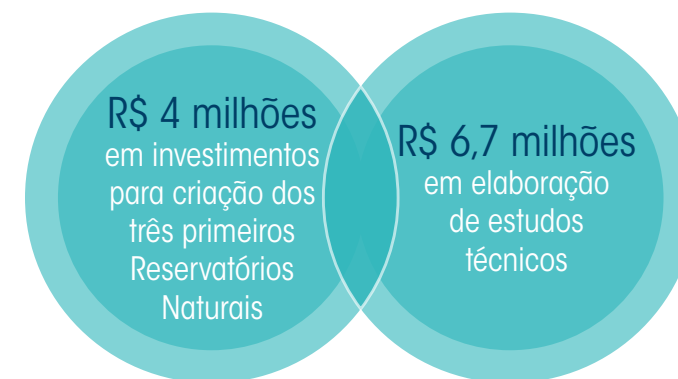 R$ 4 milhões
em investimentos
para criação dos
três primeiros
Reservatórios
Naturais
R$ 6,7 milhões
em elaboração
de estudos
técnicos